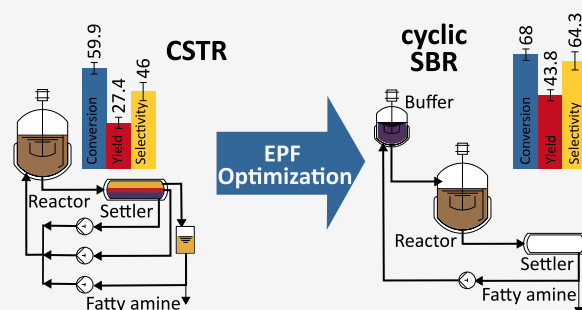 59.9
27.4
46
Conversion
Yield
Selectivity
CSTR
Reactor
Settler
Fatty amine
EPF
Optimization
cyclic
SBR
68
43.8
64.3
Conversion
Yield
Selectivity
Buffer
Reactor
Settler
Fatty amine